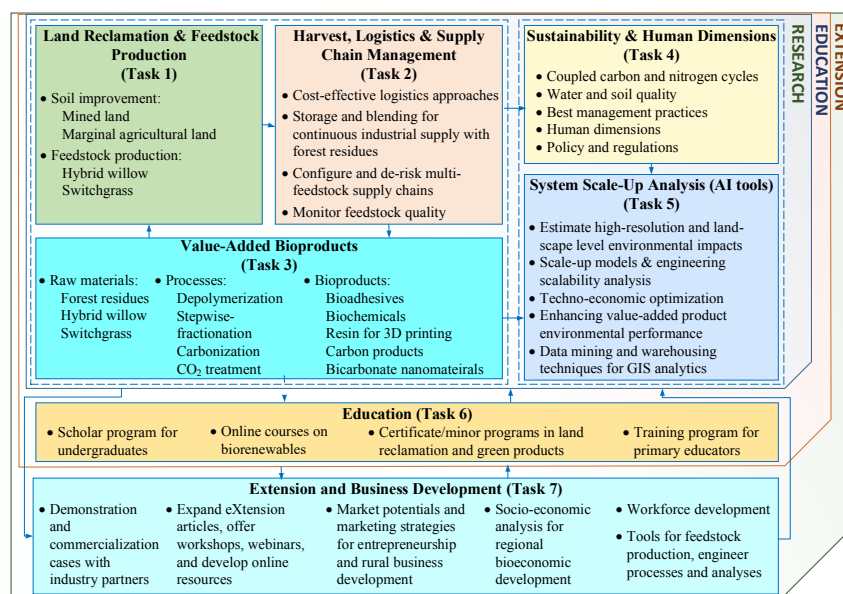 Land Reclamation & Feedstock
Production
(Task 1)
• Soil improvement:
Mined land
Marginal agricultural land
• Feedstock production:
Hybrid willow
Switchgrass
Harvest, Logistics & Supply
Chain Management
(Task 2)
• Cost-effective logistics approaches
• Storage and blending for
continuous industrial supply with
forest residues
• Configure and de-risk multi-
feedstock supply chains
• Monitor feedstock quality
Sustainability & Human Dimensions
(Task 4)
• Coupled carbon and nitrogen cycles
• Water and soil quality
• Best management practices
• Human dimensions
• Policy and regulations
RESEARCH
EDUCATION
EXTENSION
Value-Added Bioproducts
(Task 3)
• Raw materials:
Forest residues
Hybrid willow
Switchgrass
• Processes:
Depolymerization
Stepwise-
fractionation
Carbonization
CO₂ treatment
• Bioproducts:
Bioadhesives
Biochemicals
Resin for 3D printing
Carbon products
Bicarbonate nanomateirals
System Scale-Up Analysis (AI tools)
(Task 5)
• Estimate high-resolution and land-
scape level environmental impacts
• Scale-up models & engineering
scalability analysis
• Techno-economic optimization
• Enhancing value-added product
environmental performance
• Data mining and warehousing
techniques for GIS analytics
Education (Task 6)
• Scholar program for
undergraduates
• Online courses on
biorenewables
• Certificate/minor programs in land
reclamation and green products
• Training program for
primary educators
Extension and Business Development (Task 7)
• Demonstration
and
commercialization
cases with
industry partners
• Expand eXtension
articles, offer
workshops, webinars,
and develop online
resources
• Market potentials and
marketing strategies
for entrepreneurship
and rural business
development
• Socio-economic
analysis for
regional
bioeconomic
development
• Workforce development
• Tools for feedstock
production, engineer
processes and analyses